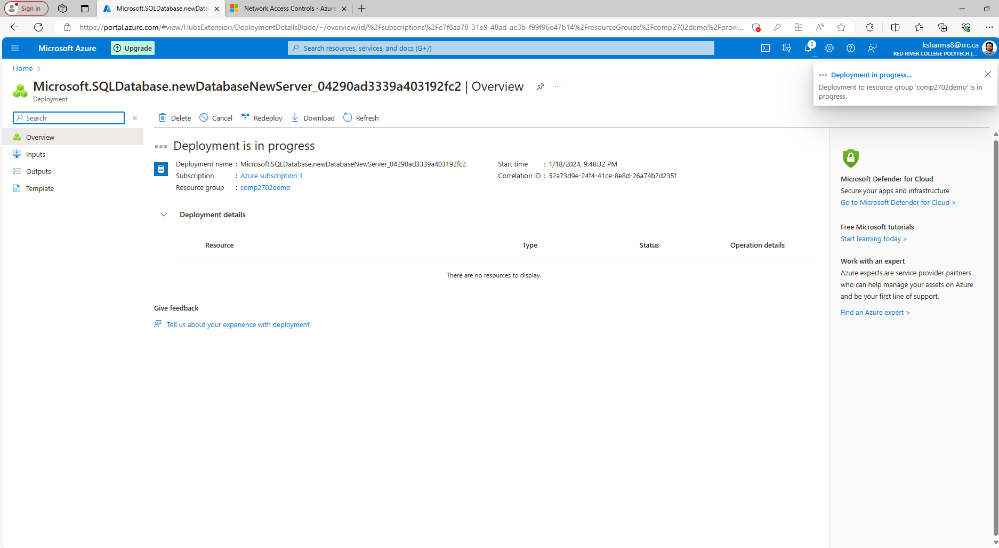 Sign in
Microsoft.SQLDatabase.newDatab
Network Access Controls - Azure
https://portal.azure.com/#view/HubsExtension/DeploymentDetailsBlade/~/overview/id/%2Fsubscriptions%2Fe7f8aa78-31e9-48ad-ae3b-f99f96e47b14%2FresourceGroups%2Fcomp2702demo%2Fprovi...
Microsoft Azure
Upgrade
Search resources, services, and docs (G+/)
3
ksharma8@rrc.ca
RED RIVER COLLEGE POLYTECH (...
Home
Deployment in progress...
Deployment to resource group 'comp2702demo' is in
progress.
Microsoft.SQLDatabase.newDatabaseNewServer_04290ad3339a403192fc2 | Overview
Deployment
Search
Delete
Cancel
Redeploy
Download
Refresh
Overview
Inputs
Outputs
Template
Deployment is in progress
SQL
Deployment name : Microsoft.SQLDatabase.newDatabaseNewServer_04290ad3339a403192fc2
Subscription : Azure subscription 1
Resource group : comp2702demo
Start time : 1/18/2024, 9:48:32 PM
Correlation ID : 52a73d9e-24f4-41ce-8e8d-26a74b2d235f
Deployment details
Resource Type Status Operation details
There are no resources to display.
Give feedback
Tell us about your experience with deployment
Microsoft Defender for Cloud
Secure your apps and infrastructure
Go to Microsoft Defender for Cloud >
Free Microsoft tutorials
Start learning today >
Work with an expert
Azure experts are service provider partners
who can help manage your assets on Azure
and be your first line of support.
Find an Azure expert >